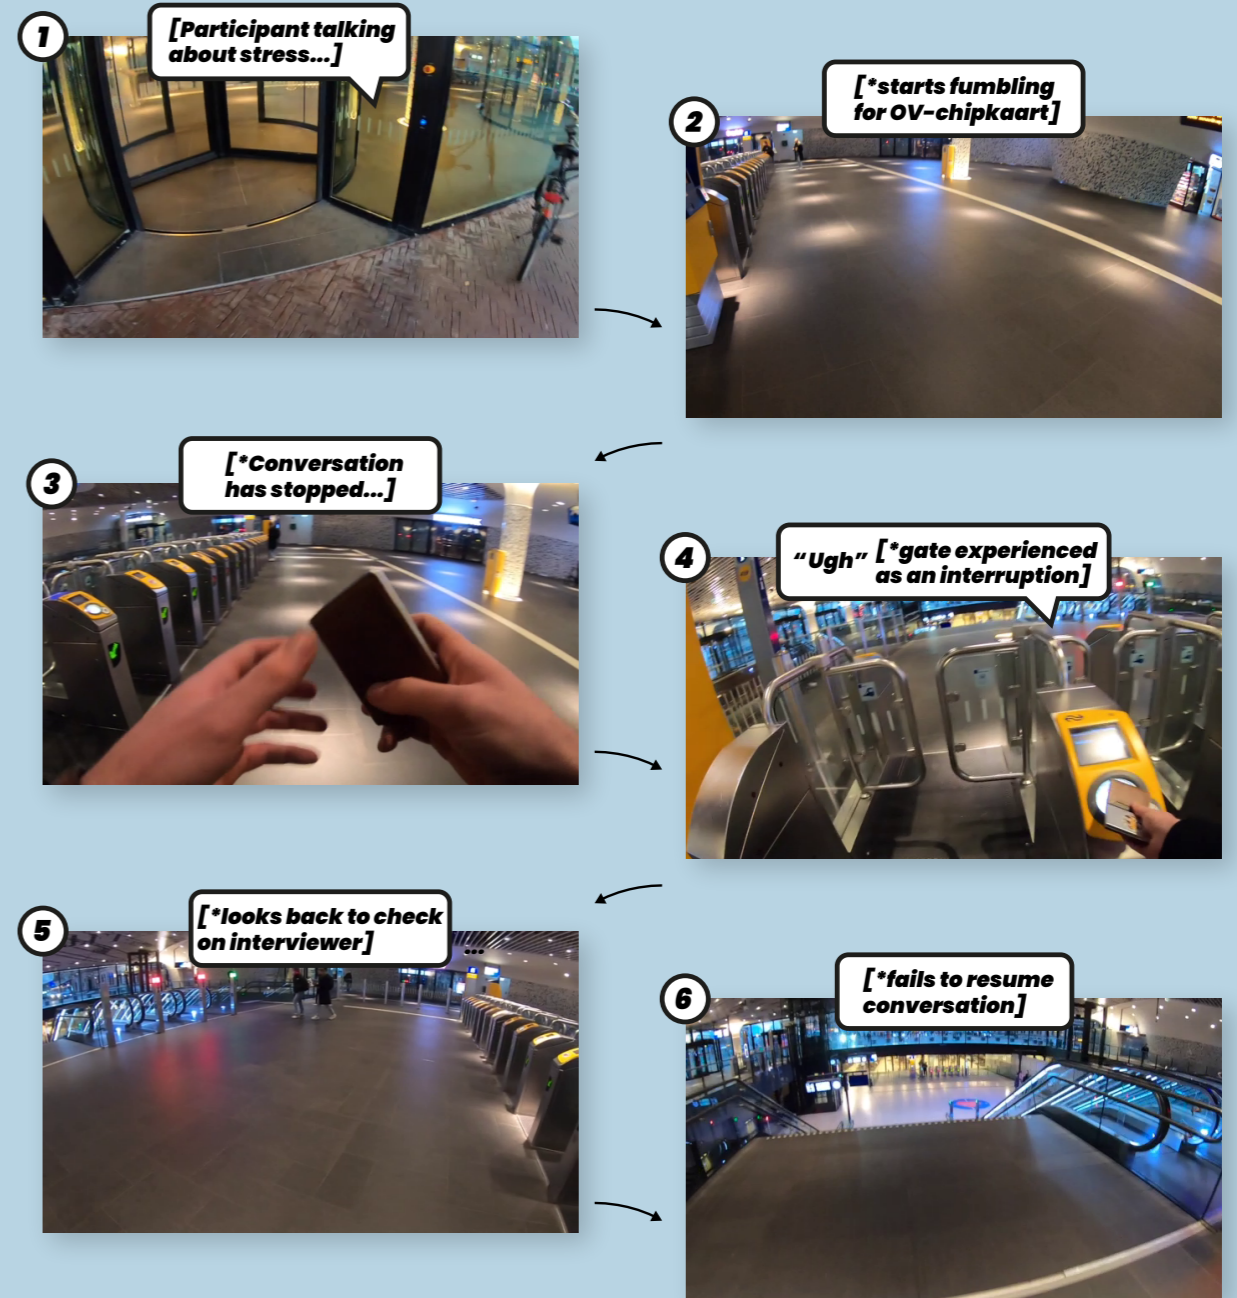 1
[Participant talking
about stress...]
2
[*starts fumbling
for OV-chipkaart]
3
[*Conversation
has stopped...]
4
“Ugh” [*gate experienced
as an interruption]
5
[*looks back to check
on interviewer]
6
[*fails to resume
conversation]